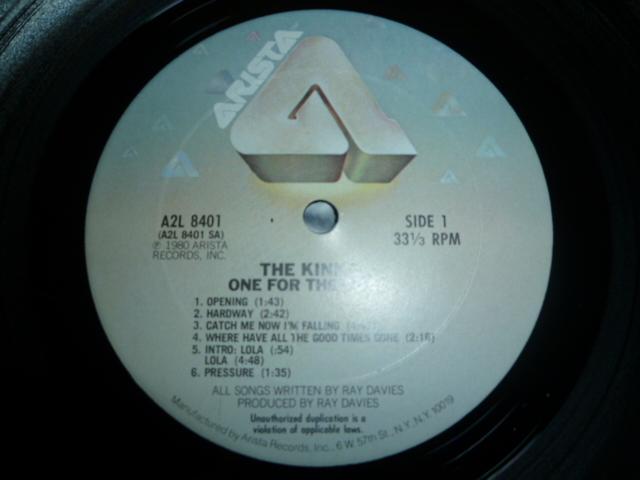 ARISTA
A2L 8401
(A2L 8401 SA)
℗ 1980 ARISTA
RECORDS, INC.
SIDE 1
33⅓ RPM
THE
ONE FOR THE
1. OPENING (1:43)
2. HARDWAY (2:42)
3. CATCH ME NOW I'M FALLING
4. WHERE HAVE ALL THE GOOD TIMES GONE (2:16)
5. INTRO: LOLA (:54)
LOLA (4:48)
6. PRESSURE (1:35)
ALL SONGS WRITTEN BY RAY DAVIES
PRODUCED BY RAY DAVIES
Unauthorized duplication is a
violation of applicable laws.
Manufactured by Arista Records, Inc., 6 W. 57th St., N.Y., N.Y. 10019